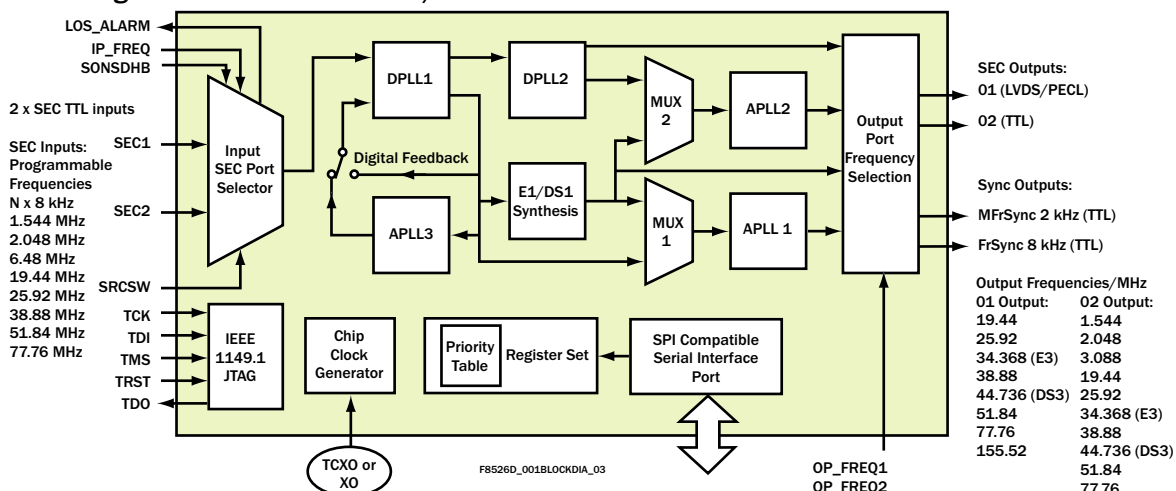 LOS_ALARM
IP_FREQ
SONSDHB
2 x SEC TTL inputs
SEC Inputs:
Programmable
Frequencies
N x 8 kHz
1.544 MHz
2.048 MHz
6.48 MHz
19.44 MHz
25.92 MHz
38.88 MHz
51.84 MHz
77.76 MHz
SEC1
SEC2
SRCSW
TCK
TDI
TMS
TRST
TDO
Input
SEC Port
Selector
IEEE
1149.1
JTAG
DPLL1
DPLL2
Digital Feedback
APLL3
E1/DS1
Synthesis
MUX
2
MUX
1
APLL2
APLL 1
Output
Port
Frequency
Selection
Chip
Clock
Generator
Priority
Table
Register Set
SPI Compatible
Serial Interface
Port
TCXO or
XO
F8526D_001BLOCKDIA_03
OP_FREQ1
OP_FREQ2
SEC Outputs:
01 (LVDS/PECL)
02 (TTL)
Sync Outputs:
MFrSync 2 kHz (TTL)
FrSync 8 kHz (TTL)
Output Frequencies/MHz
01 Output: 02 Output:
19.44 1.544
25.92 2.048
34.368 (E3) 3.088
38.88 19.44
44.736 (DS3) 25.92
51.84 34.368 (E3)
77.76 38.88
155.52 44.736 (DS3)
51.84
77.76